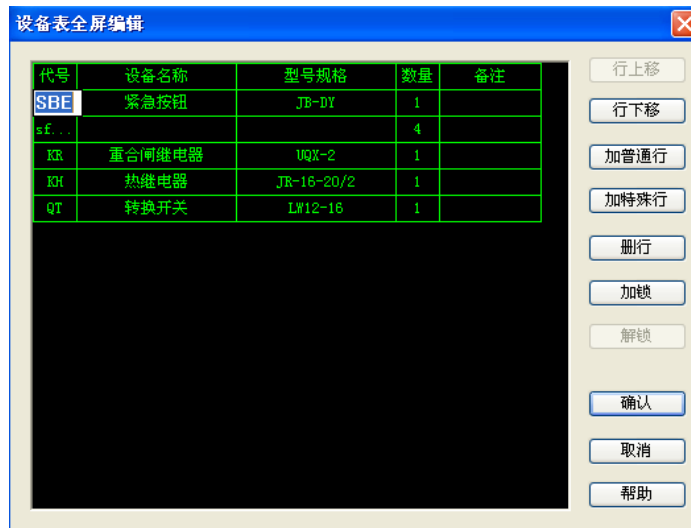 设备表全屏编辑
代号 设备名称 型号规格 数量 备注
SBE 紧急按钮 JB-DY 1
sf... 4
KR 重合闸继电器 UQX-2 1
KH 热继电器 JR-16-20/2 1
QT 转换开关 LW12-16 1
行上移
行下移
加普通行
加特殊行
删行
加锁
解锁
确认
取消
帮助